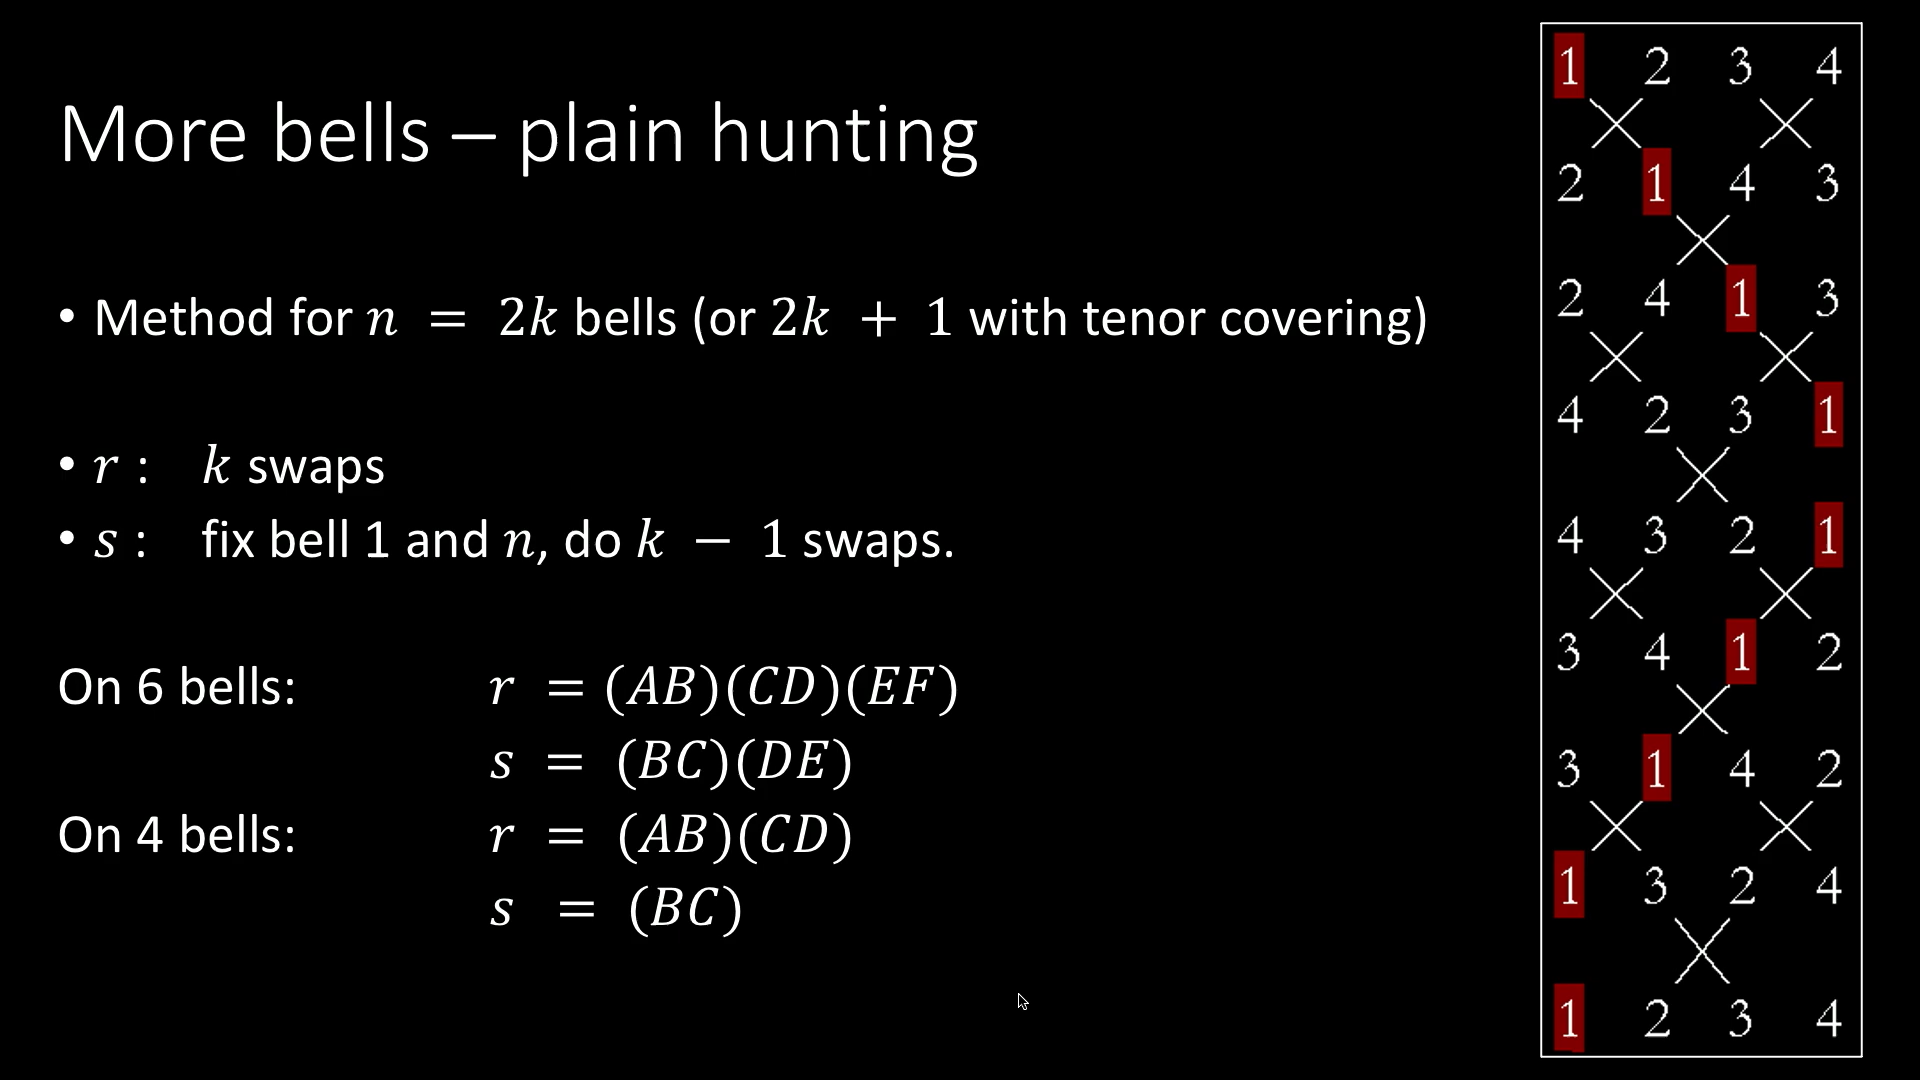 More bells – plain hunting
• Method for n = 2k bells (or 2k + 1 with tenor covering)
• r : k swaps
• s : fix bell 1 and n, do k − 1 swaps.
On 6 bells: r = (AB)(CD)(EF)
s = (BC)(DE)
On 4 bells: r = (AB)(CD)
s = (BC)
1 2 3 4
2 1 4 3
2 4 1 3
4 2 3 1
4 3 2 1
3 4 1 2
3 1 4 2
1 3 2 4
1 2 3 4